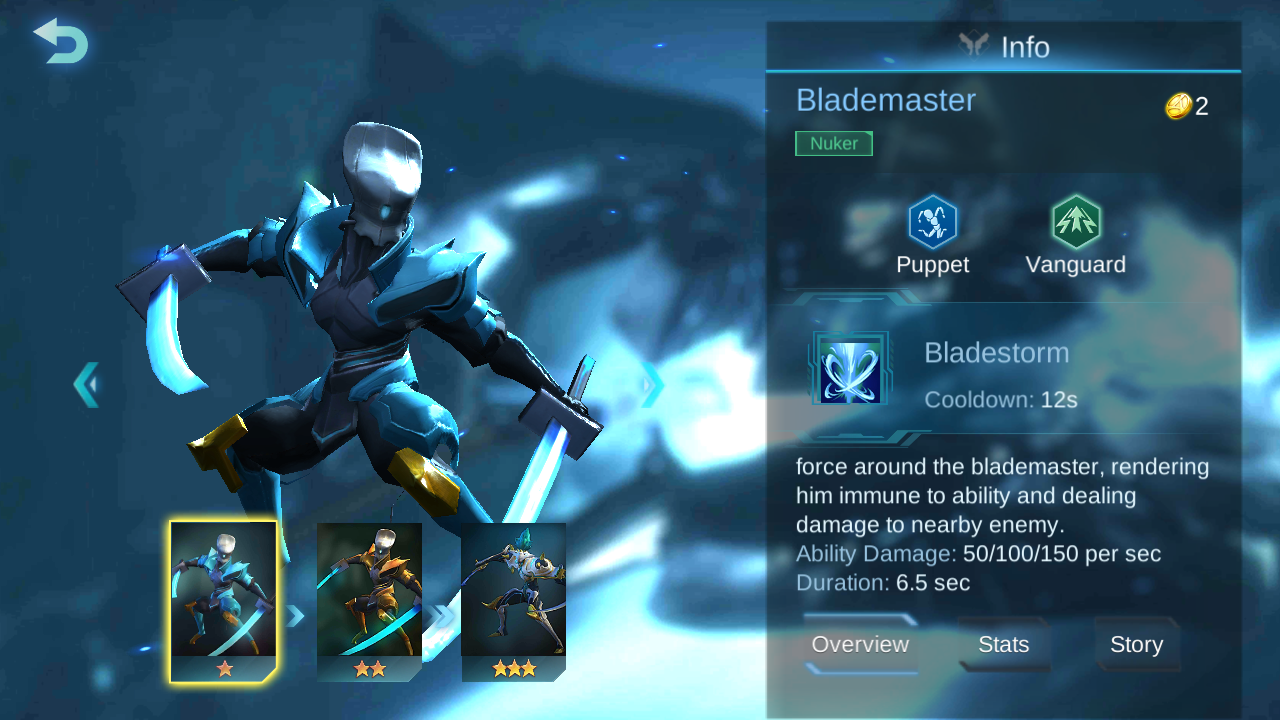 Info
Blademaster
2
Nuker
Puppet
Vanguard
Bladestorm
Cooldown: 12s
force around the blademaster, rendering
him immune to ability and dealing
damage to nearby enemy.
Ability Damage: 50/100/150 per sec
Duration: 6.5 sec
Overview
Stats
Story